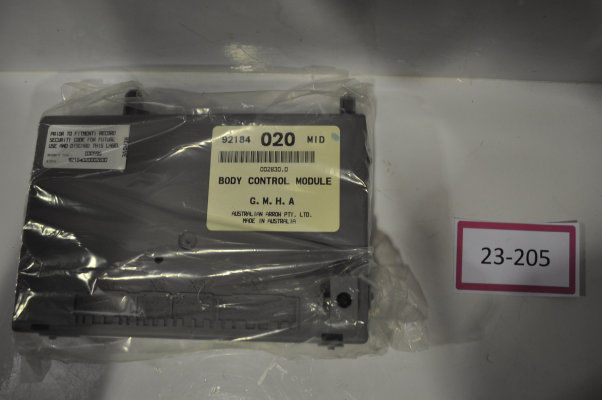 PRIOR TO FITMENT: RECORD
SECURITY CODE FOR FUTURE
USE AND DISCARD THIS LABEL
92184 020 MID
BODY CONTROL MODULE
G. M. H. A
AUSTRALIAN ARROW PTY. LTD.
MADE IN AUSTRALIA
23-205